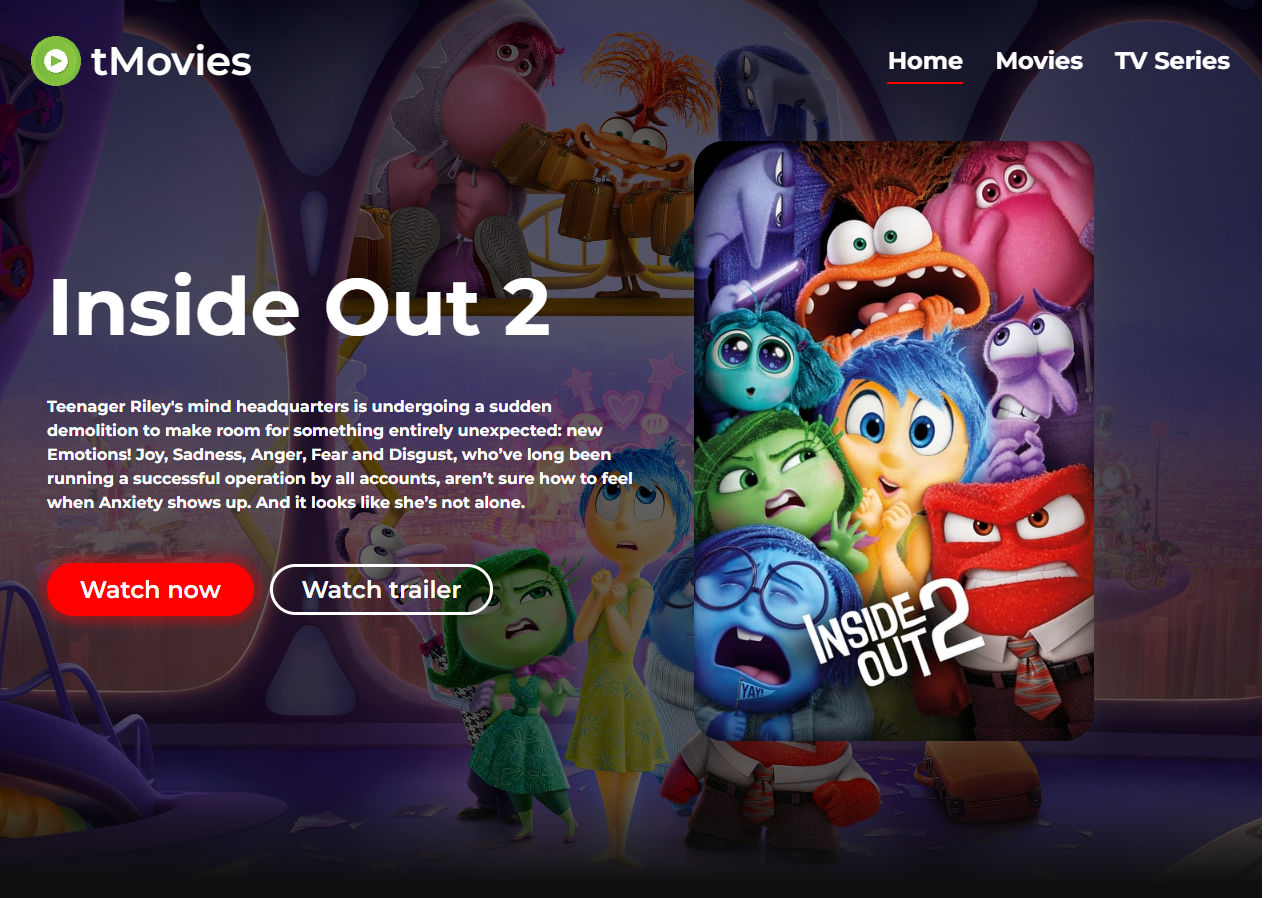 tMovies
Home Movies TV Series
Inside Out 2
Teenager Riley's mind headquarters is undergoing a sudden
demolition to make room for something entirely unexpected: new
Emotions! Joy, Sadness, Anger, Fear and Disgust, who’ve long been
running a successful operation by all accounts, aren’t sure how to feel
when Anxiety shows up. And it looks like she’s not alone.
Watch now
Watch trailer
INSIDE
OUT 2
YAY!